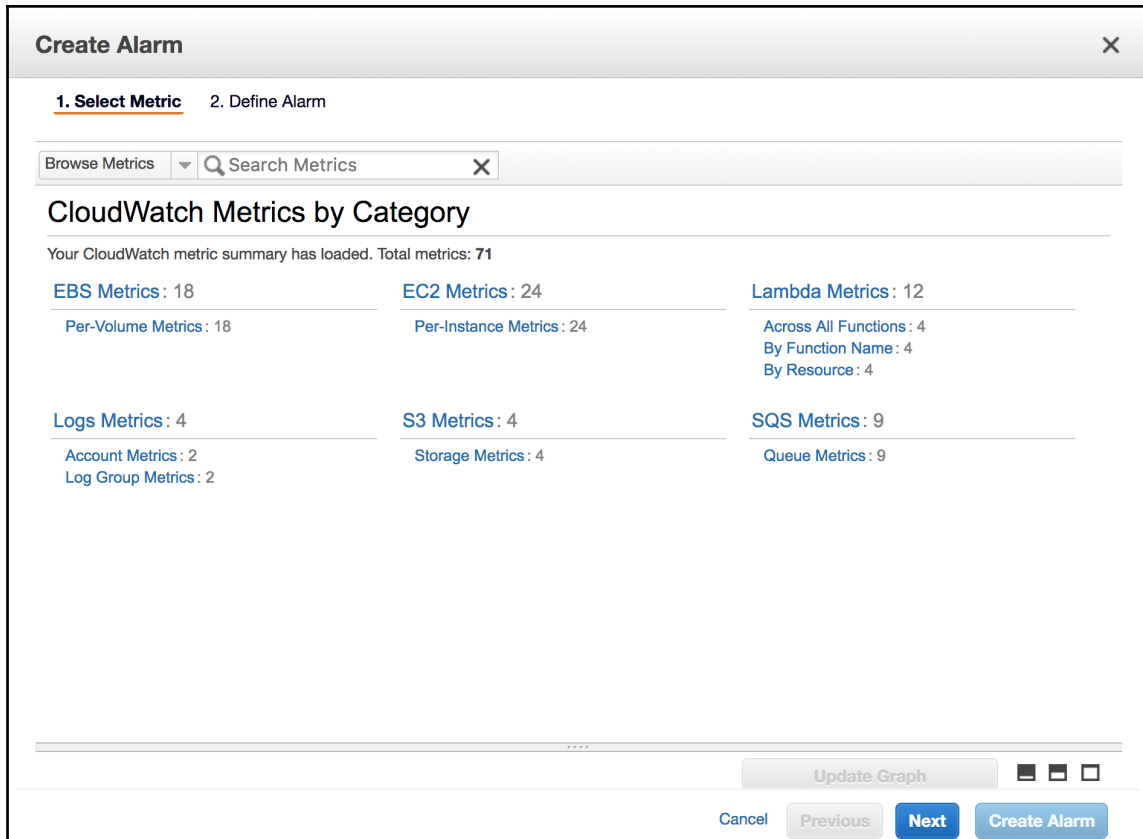 Create Alarm
1. Select Metric 2. Define Alarm
Browse Metrics Search Metrics
CloudWatch Metrics by Category
Your CloudWatch metric summary has loaded. Total metrics: 71
EBS Metrics : 18 EC2 Metrics : 24 Lambda Metrics : 12
Per-Volume Metrics : 18 Per-Instance Metrics : 24 Across All Functions : 4
By Function Name : 4
By Resource : 4
Logs Metrics : 4 S3 Metrics : 4 SQS Metrics : 9
Account Metrics : 2 Storage Metrics : 4 Queue Metrics : 9
Log Group Metrics : 2
Update Graph
Cancel Previous Next Create Alarm